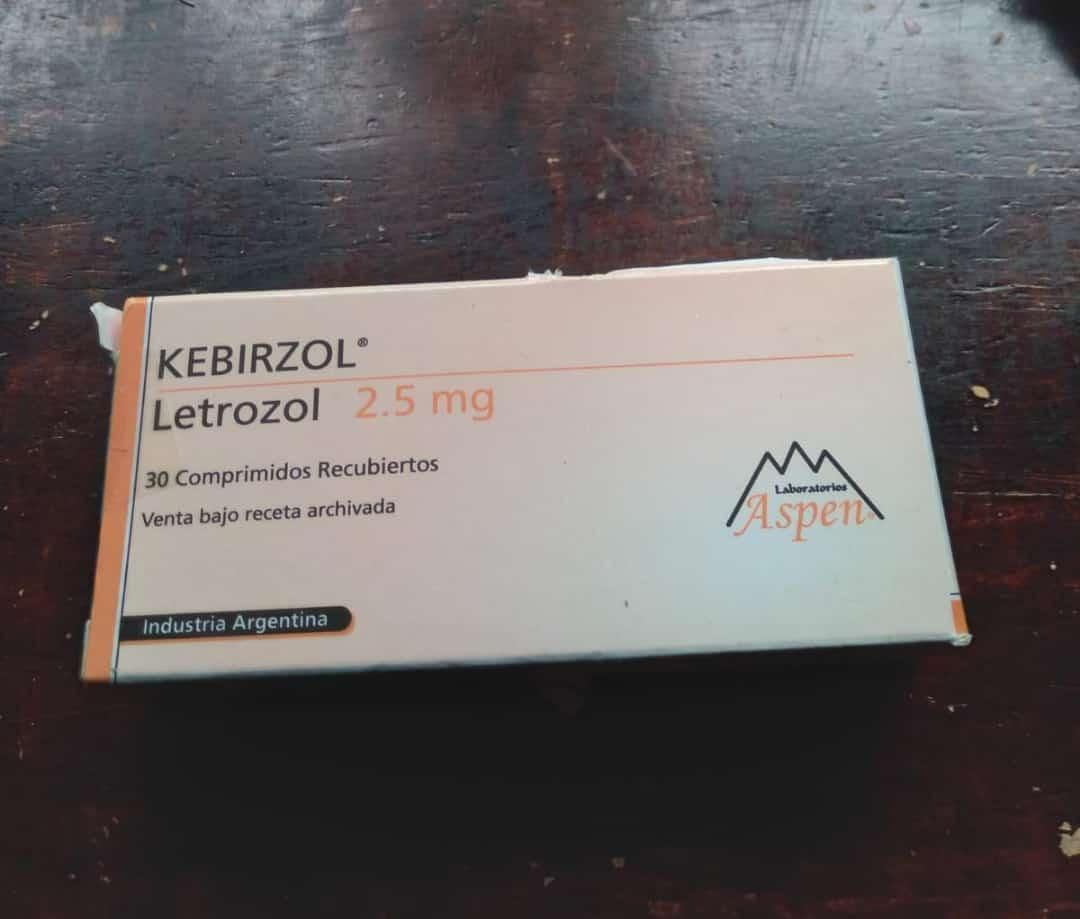 KEBIRZOL®
Letrozol 2.5 mg
30 Comprimidos Recubiertos
Venta bajo receta archivada
Laboratorios
Aspen
Industria Argentina